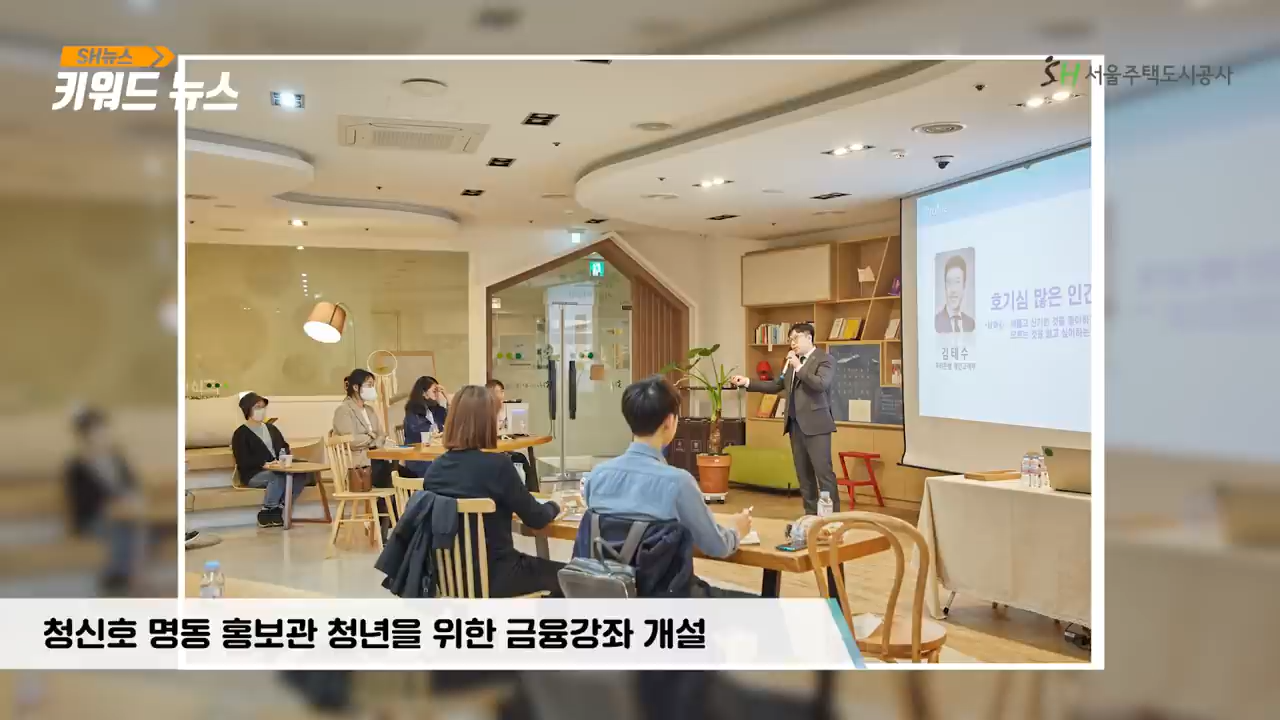 SH뉴스
키워드 뉴스
SH 서울주택도시공사
호기심 많은 인간
김태수
청신호 명동 홍보관 청년을 위한 금융강좌 개설